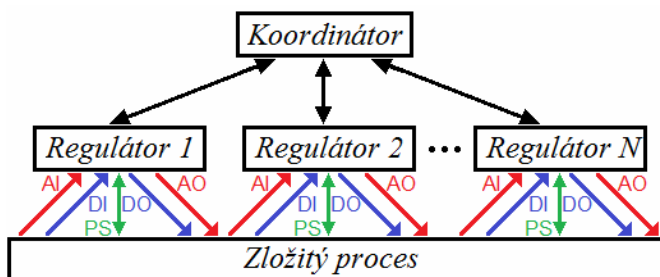 Koordinátor
Regulátor 1 Regulátor 2 ••• Regulátor N
AI AO AI AO AI AO
DI DO DI DO DI DO
PS PS PS
Zložitý proces